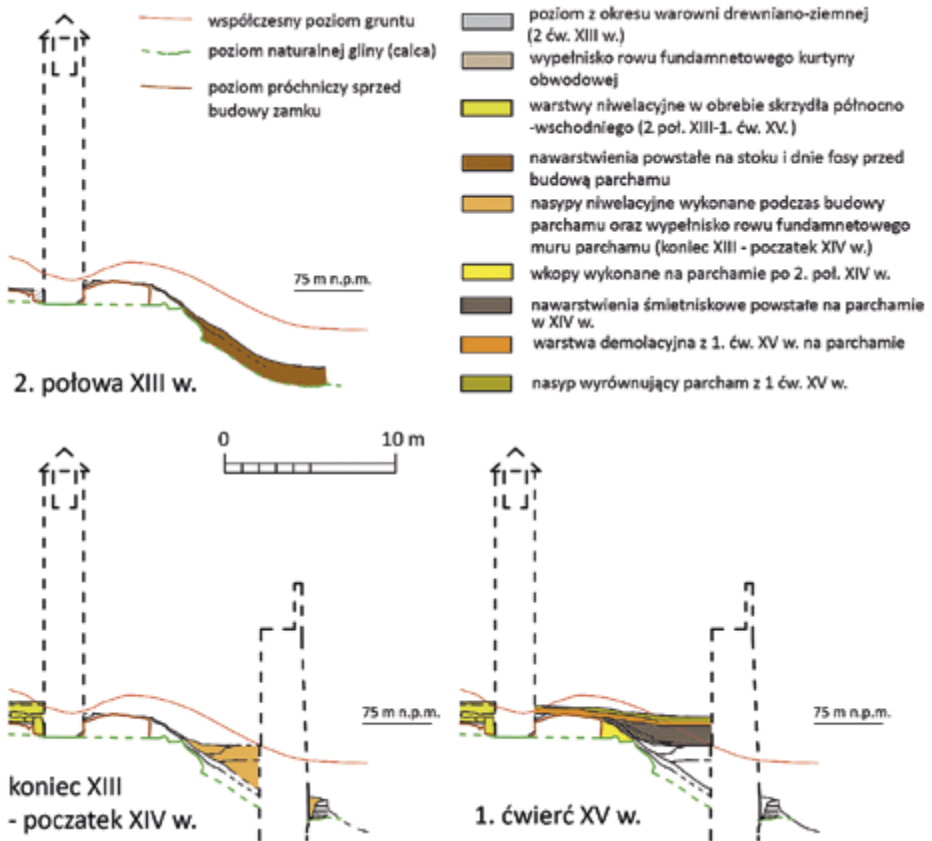 współczesny poziom gruntu
poziom naturalnej gliny (calca)
poziom próchniczy sprzed
budowy zamku
75 m n.p.m.
2. połowa XIII w.
poziom z okresu warowni drewniano-ziemnej
(2 ćw. XIII w.)
wypełnisko rowu fundamnetowego kurtyny
obwodowej
warstwy niwelacyjne w obrebie skrzydła północno
-wschodniego (2 poł. XIII-1. ćw. XV.)
nawarstwienia powstałe na stoku i dnie fosy przed
budową parchamu
nasypy niwelacyjne wykonane podczas budowy
parchamu oraz wypełnisko rowu fundamnetowego
muru parchamu (koniec XIII - początek XIV w.)
wkopy wykonane na parchamie po 2. poł. XIV w.
nawarstwienia śmietniskowe powstałe na parchamie
w XIV w.
warstwa demolacyjna z 1. ćw. XV w. na parchamie
nasyp wyrównujący parcham z 1 ćw. XV w.
0 10 m
75 m n.p.m.
koniec XIII
- poczatek XIV w.
75 m n.p.m.
1. ćwierć XV w.